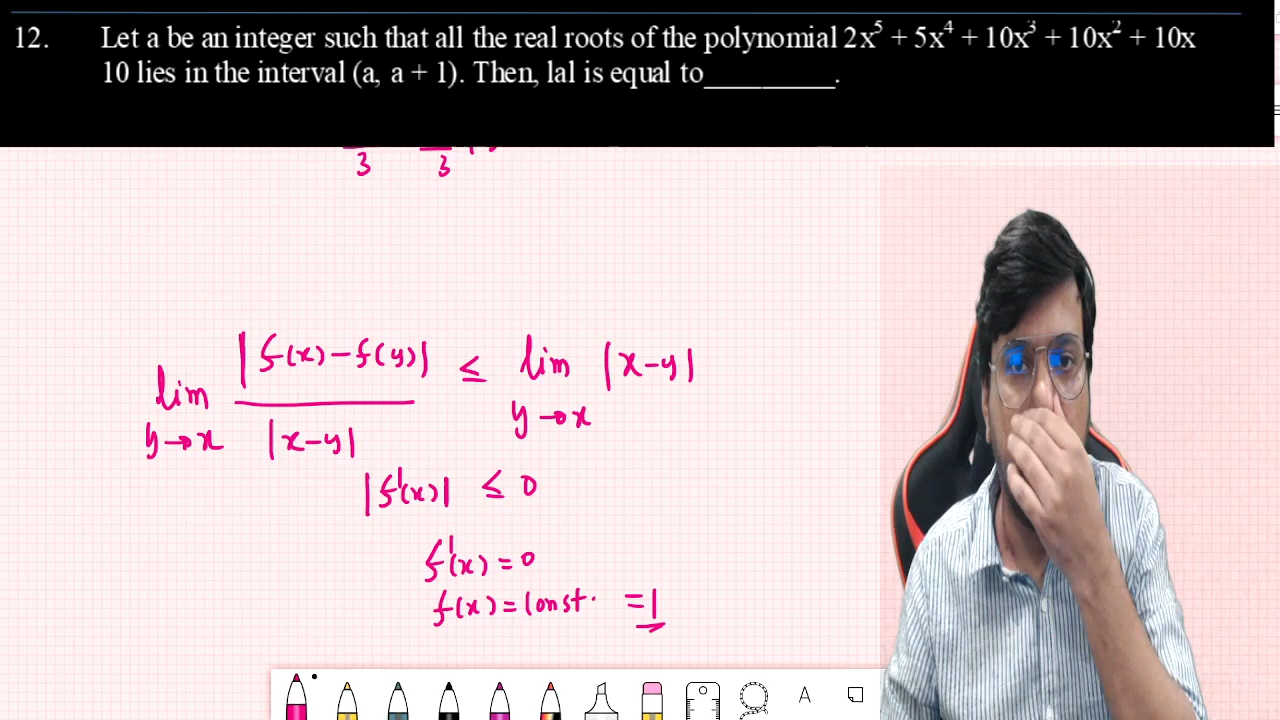 12. Let a be an integer such that all the real roots of the polynomial 2x⁵ + 5x⁴ + 10x³ + 10x² + 10x
10 lies in the interval (a, a + 1). Then, lal is equal to__________.
3 3
lim |f(x) – f(y)| / |x–y| ≤ lim |x–y|
y→x y→x
|f'(x)| ≤ 0
f'(x) = 0
f(x) = Const. = 1
A